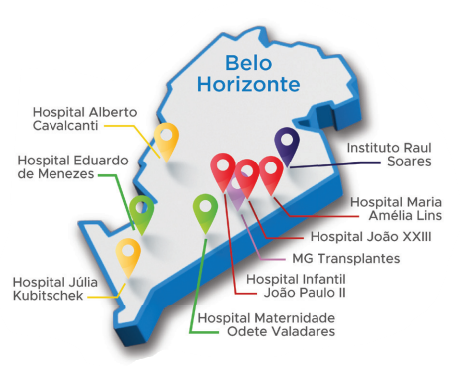 Belo
Horizonte
Hospital Alberto
Cavalcanti
Instituto Raul
Soares
Hospital Eduardo
de Menezes
Hospital Maria
Amélia Lins
Hospital João XXIII
MG Transplantes
Hospital Júlia
Kubitschek
Hospital Infantil
João Paulo II
Hospital Maternidade
Odete Valadares